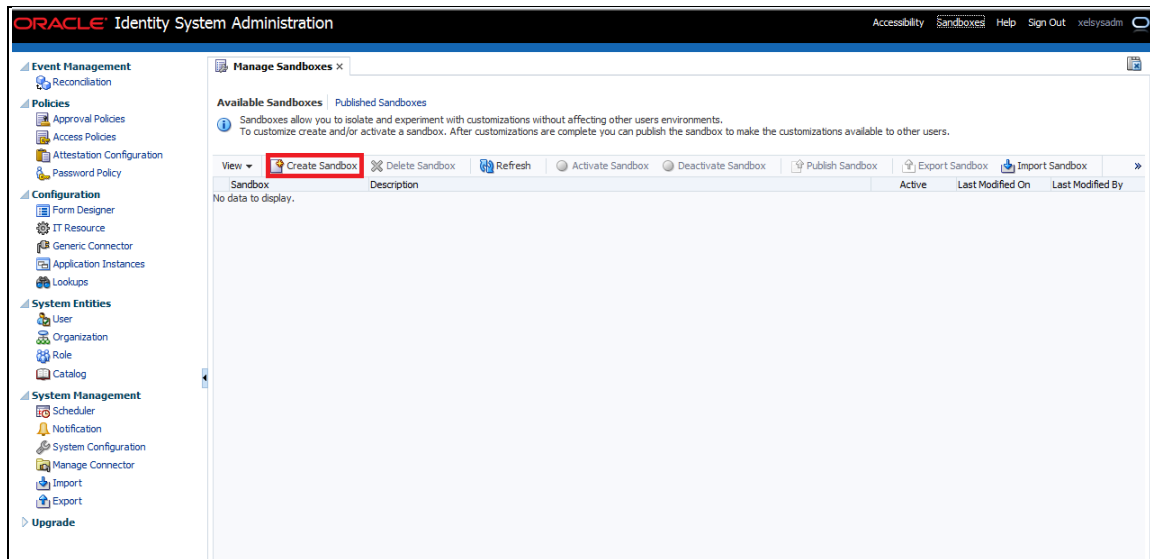 ORACLE Identity System Administration
Accessibility Sandboxes Help Sign Out xelsysadm
Event Management
Reconciliation
Policies
Approval Policies
Access Policies
Attestation Configuration
Password Policy
Configuration
Form Designer
IT Resource
Generic Connector
Application Instances
Lookups
System Entities
User
Organization
Role
Catalog
System Management
Scheduler
Notification
System Configuration
Manage Connector
Import
Export
Upgrade
Manage Sandboxes ×
Available Sandboxes Published Sandboxes
Sandboxes allow you to isolate and experiment with customizations without affecting other users environments.
To customize create and/or activate a sandbox. After customizations are complete you can publish the sandbox to make the customizations available to other users.
View Create Sandbox Delete Sandbox Refresh Activate Sandbox Deactivate Sandbox Publish Sandbox Export Sandbox Import Sandbox »
Sandbox Description Active Last Modified On Last Modified By
No data to display.